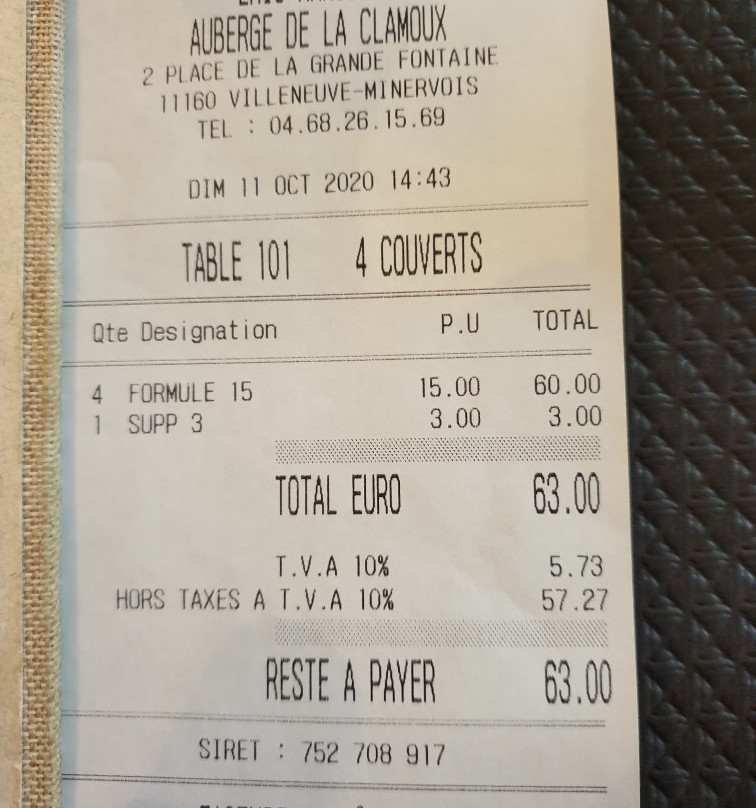 AUBERGE DE LA CLAMOUX
2 PLACE DE LA GRANDE FONTAINE
11160 VILLENEUVE-MINERVOIS
TEL : 04.68.26.15.69
DIM 11 OCT 2020 14:43
TABLE 101 4 COUVERTS
Qte Designation P.U TOTAL
4 FORMULE 15 15.00 60.00
1 SUPP 3 3.00 3.00
TOTAL EURO 63.00
T.V.A 10% 5.73
HORS TAXES A T.V.A 10% 57.27
RESTE A PAYER 63.00
SIRET : 752 708 917